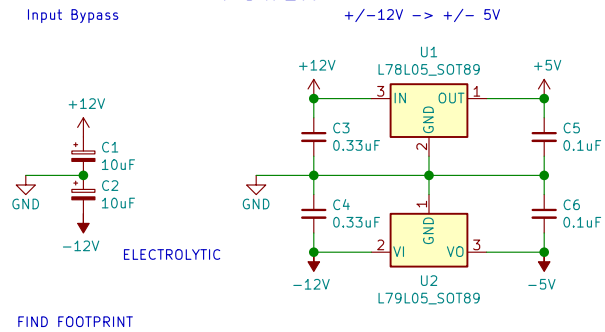 Input Bypass
+/-12V -> +/- 5V
U1
L78L05_SOT89
+12V
+5V
3 IN OUT 1
GND
2
+12V
C1
10uF
C2
10uF
GND
-12V
C3
0.33uF
C5
0.1uF
GND
C4
0.33uF
C6
0.1uF
1
GND
2 VI VO 3
-12V
-5V
U2
L79L05_SOT89
ELECTROLYTIC
FIND FOOTPRINT